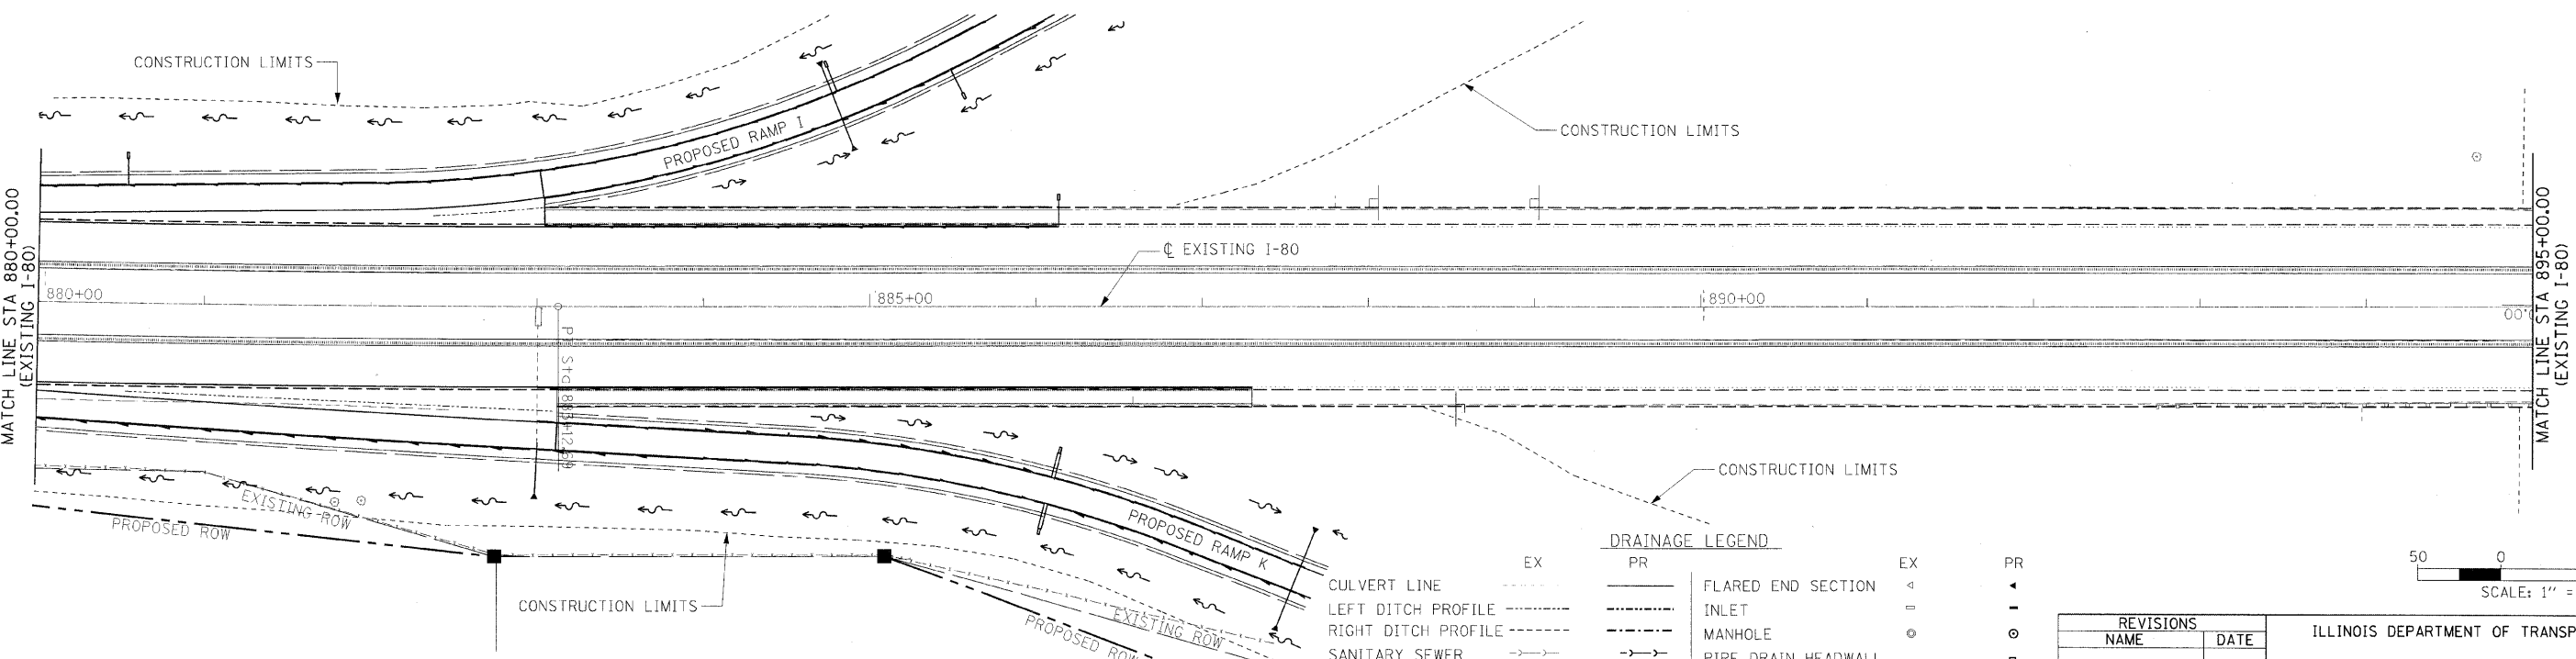 CONSTRUCTION LIMITS
CONSTRUCTION LIMITS
PROPOSED RAMP I
MATCH LINE STA 880+00.00
(EXISTING I-80)
MATCH LINE STA 895+00.00
(EXISTING I-80)
℄ EXISTING I-80
880+00
885+00
890+00
CONSTRUCTION LIMITS
EXISTING ROW
PROPOSED ROW
PROPOSED RAMP K
CONSTRUCTION LIMITS
EXISTING ROW
PROPOSED ROW
DRAINAGE LEGEND
EX PR EX PR
CULVERT LINE FLARED END SECTION
LEFT DITCH PROFILE INLET
RIGHT DITCH PROFILE MANHOLE
SANITARY SEWER PIPE DRAIN HEADWALL
50 0
SCALE: 1" =
REVISIONS
NAME DATE
ILLINOIS DEPARTMENT OF TRANSP